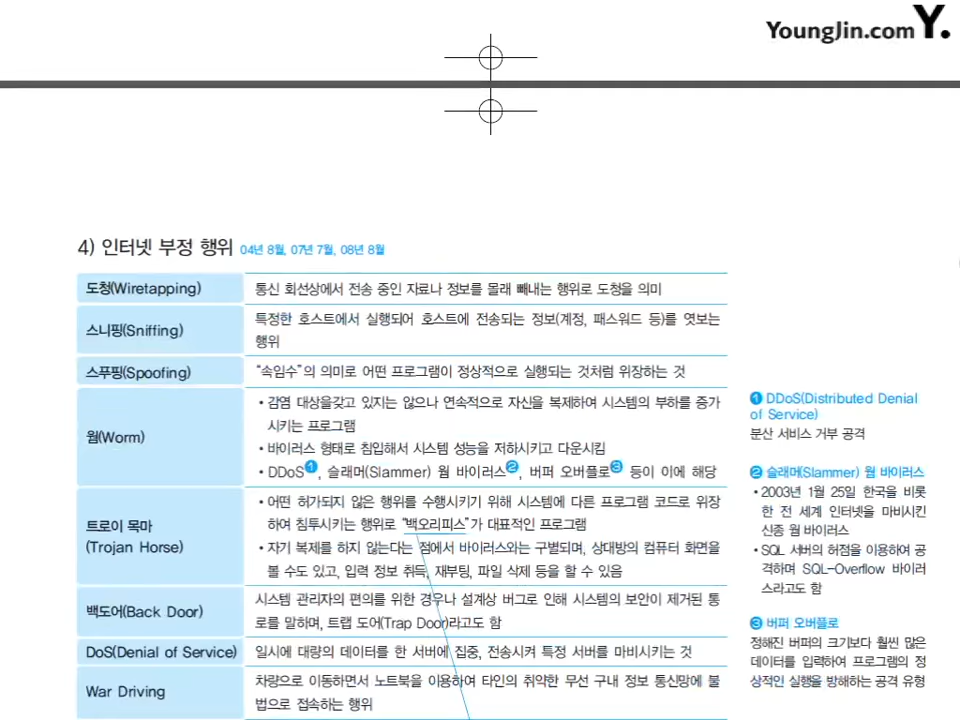 YoungJin.com Y.
4) 인터넷 부정 행위 04년 8월, 07년 7월, 08년 8월
도청(Wiretapping)
통신 회선상에서 전송 중인 자료나 정보를 몰래 빼내는 행위로 도청을 의미
스니핑(Sniffing)
특정한 호스트에서 실행되어 호스트에 전송되는 정보(계정, 패스워드 등)를 엿보는
행위
스푸핑(Spoofing)
“속임수”의 의미로 어떤 프로그램이 정상적으로 실행되는 것처럼 위장하는 것
웜(Worm)
• 감염 대상을갖고 있지는 않으나 연속적으로 자신을 복제하여 시스템의 부하를 증가
시키는 프로그램
• 바이러스 형태로 침입해서 시스템 성능을 저하시키고 다운시킴
• DDoS❶, 슬래머(Slammer) 웜 바이러스❷, 버퍼 오버플로❸ 등이 이에 해당
트로이 목마
(Trojan Horse)
• 어떤 허가되지 않은 행위를 수행시키기 위해 시스템에 다른 프로그램 코드로 위장
하여 침투시키는 행위로 “백오리피스”가 대표적인 프로그램
• 자기 복제를 하지 않는다는 점에서 바이러스와는 구별되며, 상대방의 컴퓨터 화면을
볼 수도 있고, 입력 정보 취득, 재부팅, 파일 삭제 등을 할 수 있음
백도어(Back Door)
시스템 관리자의 편의를 위한 경우나 설계상 버그로 인해 시스템의 보안이 제거된 통
로를 말하며, 트랩 도어(Trap Door)라고도 함
DoS(Denial of Service)
일시에 대량의 데이터를 한 서버에 집중, 전송시켜 특정 서버를 마비시키는 것
War Driving
차량으로 이동하면서 노트북을 이용하여 타인의 취약한 무선 구내 정보 통신망에 불
법으로 접속하는 행위
❶ DDoS(Distributed Denial
of Service)
분산 서비스 거부 공격
❷ 슬래머(Slammer) 웜 바이러스
• 2003년 1월 25일 한국을 비롯
한 전 세계 인터넷을 마비시킨
신종 웜 바이러스
• SQL 서버의 허점을 이용하여 공
격하며 SQL-Overflow 바이러
스라고도 함
❸ 버퍼 오버플로
정해진 버퍼의 크기보다 훨씬 많은
데이터를 입력하여 프로그램의 정
상적인 실행을 방해하는 공격 유형